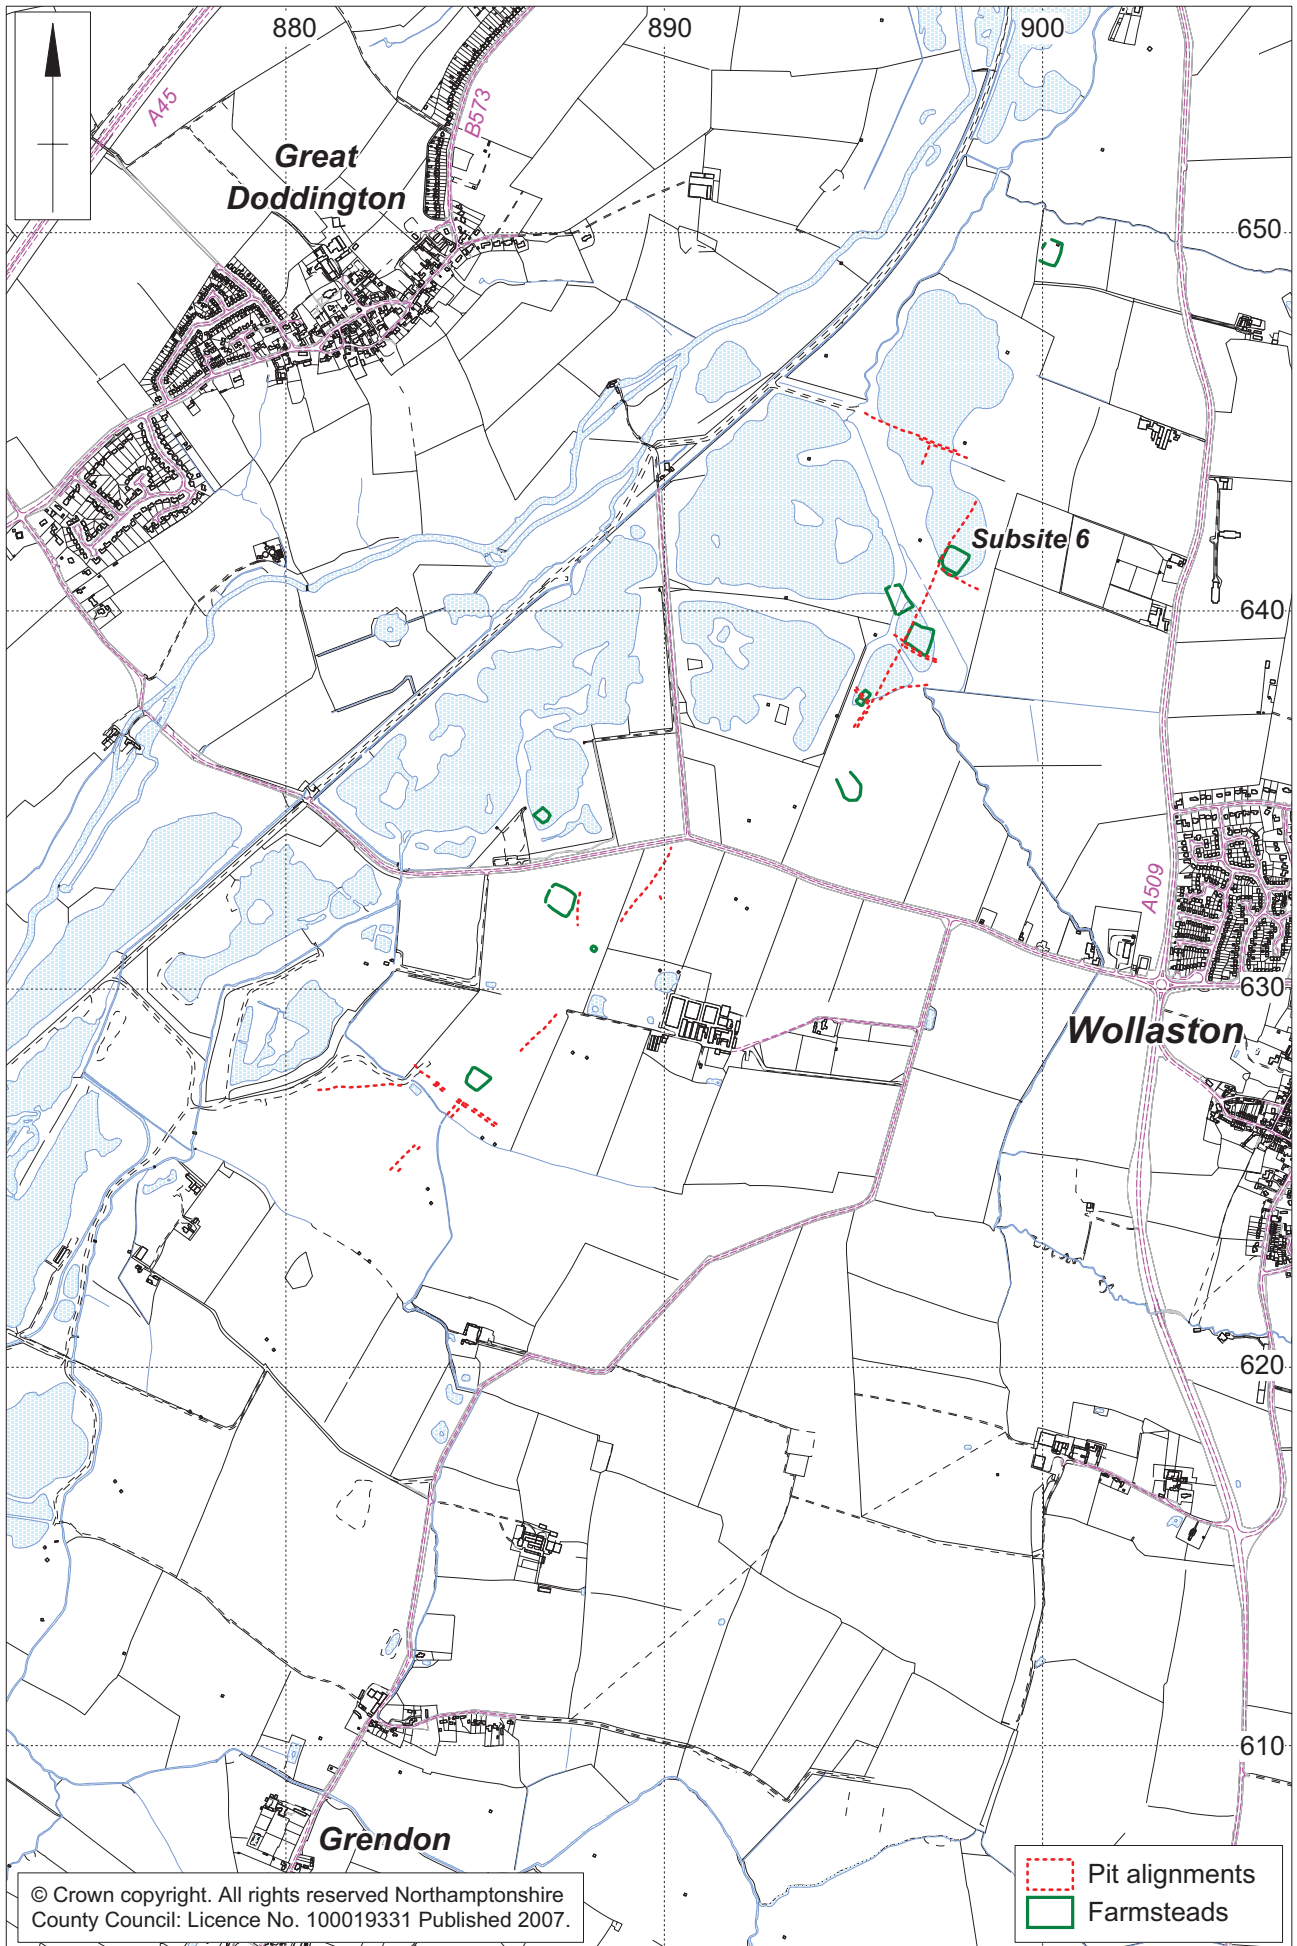 880
890
900
A45
B573
Great
Doddington
650
Subsite 6
640
A509
630
Wollaston
620
610
Grendon
© Crown copyright. All rights reserved Northamptonshire
County Council: Licence No. 100019331 Published 2007.
Pit alignments
Farmsteads